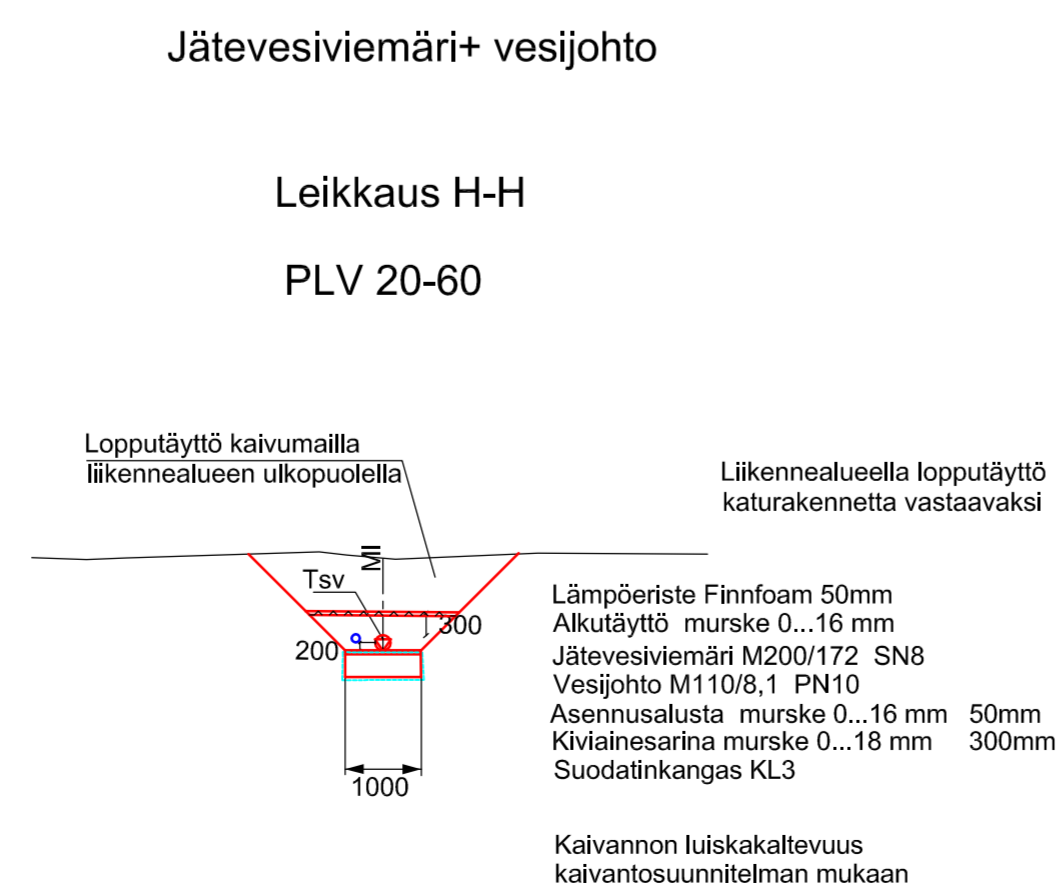 Jätevesiviemäri+ vesijohto
Leikkaus H-H
PLV 20-60
Lopputäyttö kaivumailla
liikennealueen ulkopuolella
Liikennealueella lopputäyttö
katurakennetta vastaavaksi
Ml
Tsv
300
200
1000
Lämpöeriste Finnfoam 50mm
Alkutäyttö murske 0...16 mm
Jätevesiviemäri M200/172 SN8
Vesijohto M110/8,1 PN10
Asennusalusta murske 0...16 mm 50mm
Kiviainesarina murske 0...18 mm 300mm
Suodatinkangas KL3
Kaivannon luiskakaltevuus
kaivantosuunnitelman mukaan